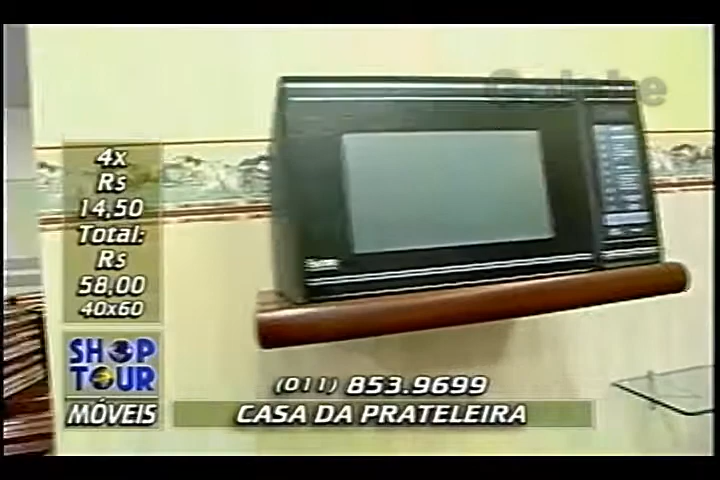 4x
Rs
14,50
Total:
Rs
58,00
40x60
SHOP
TOUR
MÓVEIS
(011) 853.9699
CASA DA PRATELEIRA